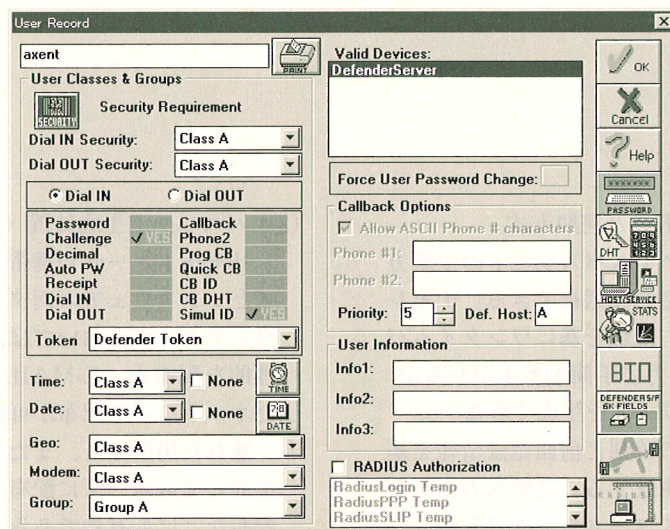 User Record
axent
PRINT
User Classes & Groups
SECURITY
Security Requirement
Dial IN Security: Class A
Dial OUT Security: Class A
Dial IN Dial OUT
Password Callback
Challenge YES Phone2
Decimal Prog CB
Auto PW Quick CB
Receipt CB ID
Dial IN CB DHT
Dial OUT Simul ID YES
Token Defender Token
Time: Class A None TIME
Date: Class A None DATE
Geo: Class A
Modem: Class A
Group: Group A
Valid Devices:
DefenderServer
Force User Password Change:
Callback Options
Allow ASCII Phone # characters
Phone #1:
Phone #2:
Priority: 5 Def. Host: A
User Information
Info1:
Info2:
Info3:
RADIUS Authorization
RadiusLogin Temp
RadiusPPP Temp
RadiusSLIP Temp
OK
Cancel
Help
PASSWORD
DHT
HOST/SERVICE
STATS
BIO
DEFENDER S/P
6K FIELDS
RADIUS